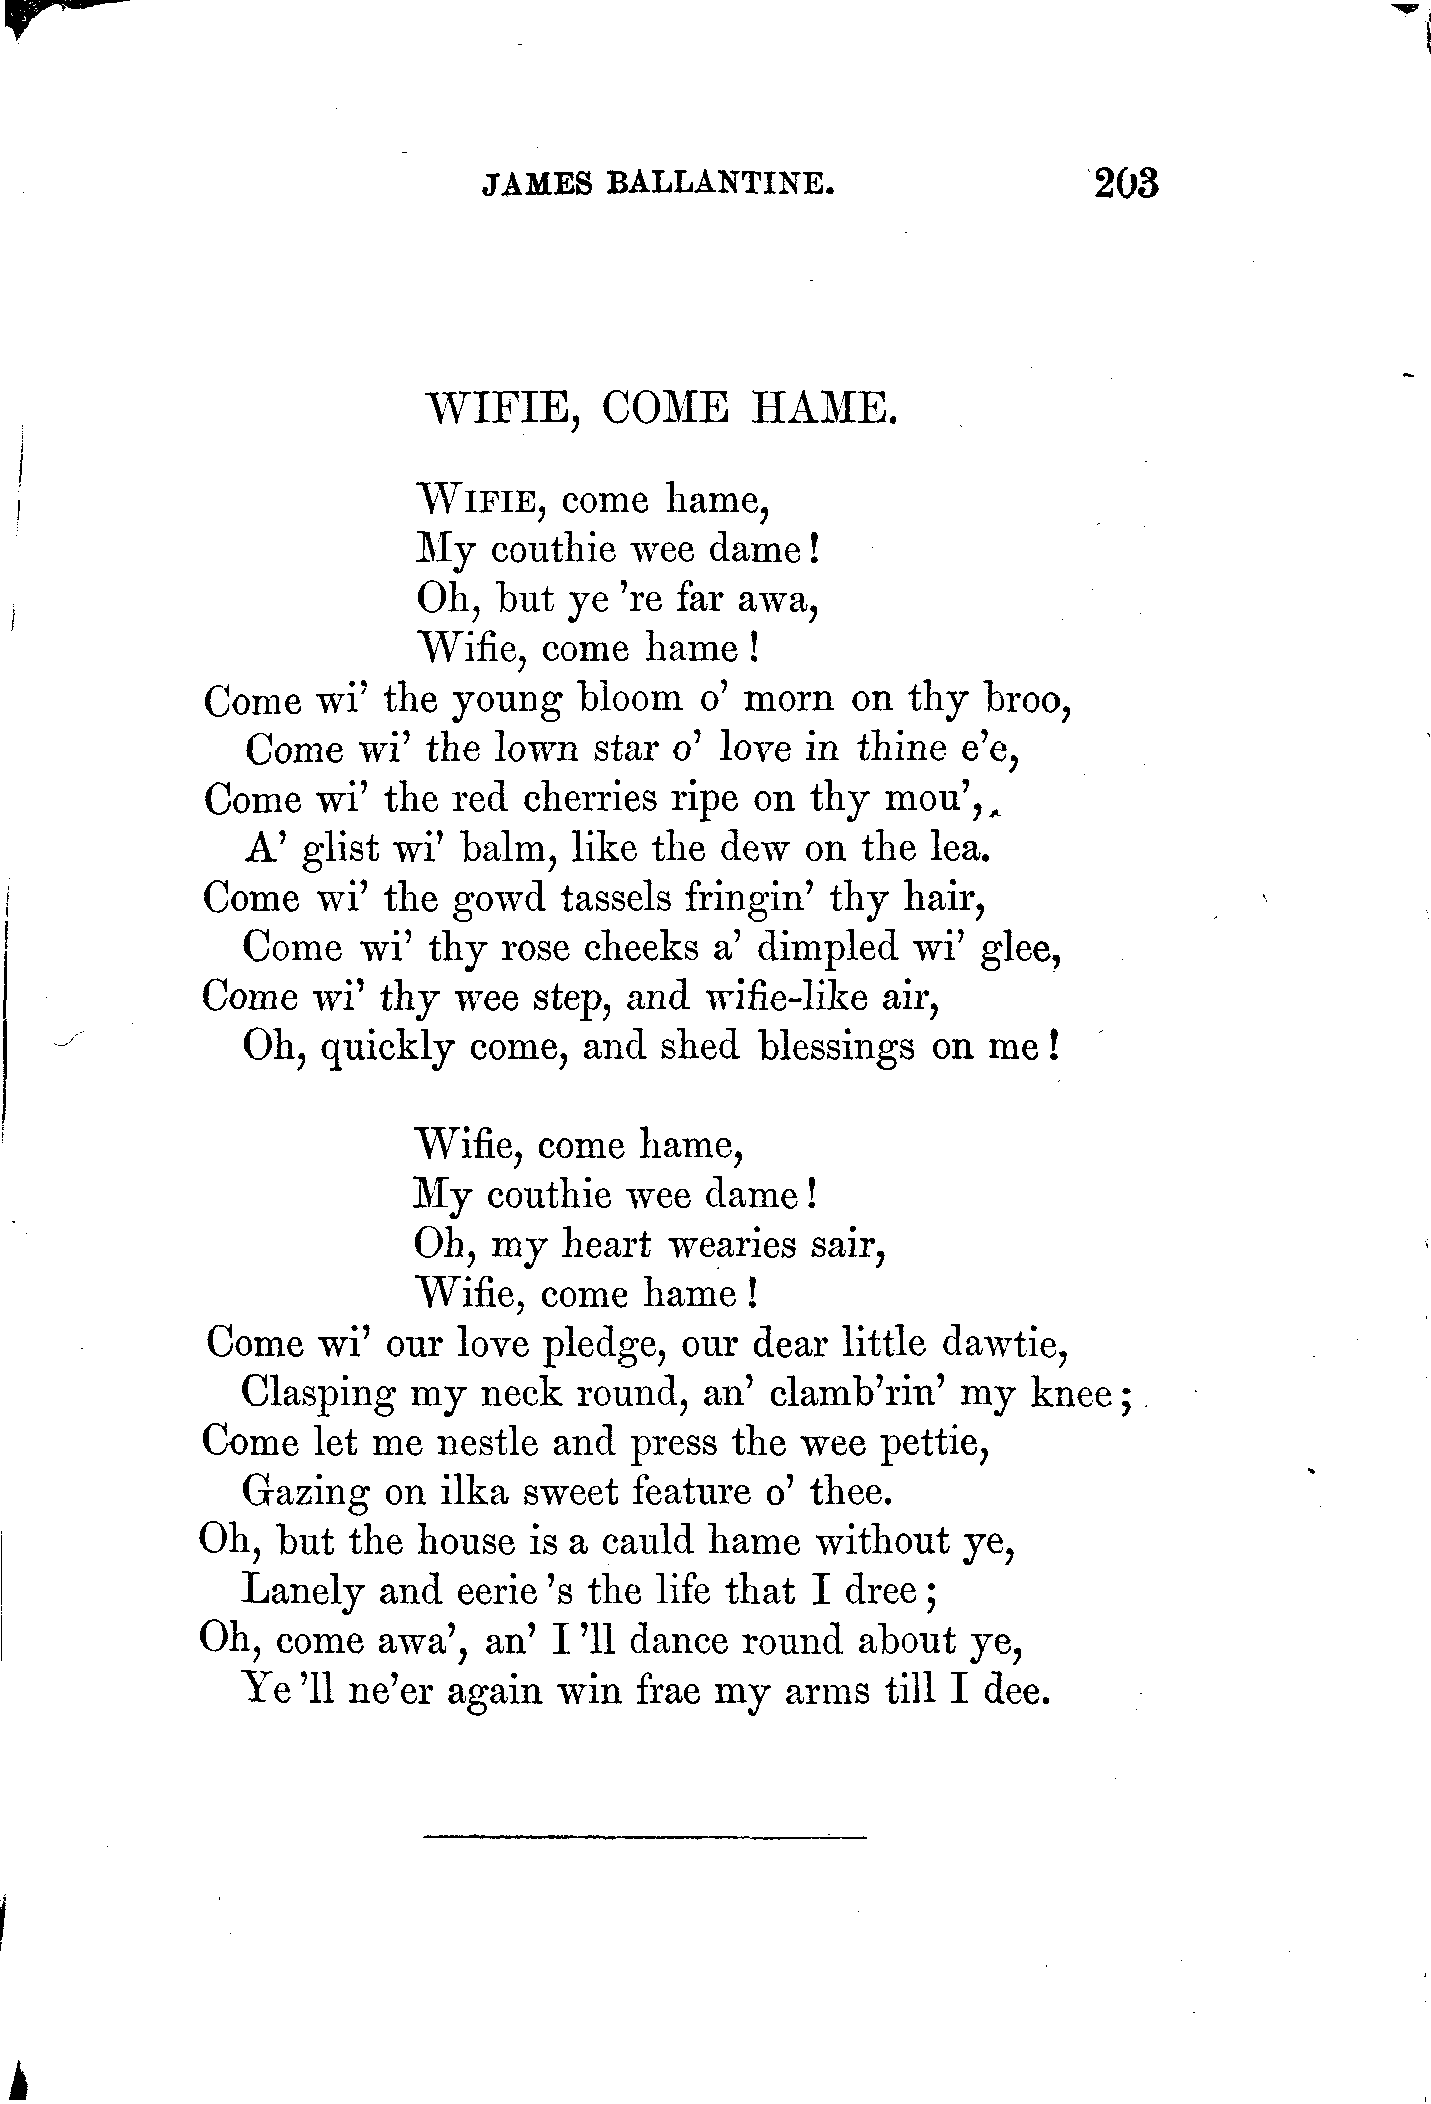 JAMES BALLANTINE. 203
WIFIE, COME HAME.
WIFIE, come hame,
My couthie wee dame!
Oh, but ye 're far awa,
Wifie, come hame!
Come wi' the young bloom o' morn on thy broo,
Come wi' the lown star o' love in thine e'e,
Come wi' the red cherries ripe on thy mou',
A' glist wi' balm, like the dew on the lea.
Come wi' the gowd tassels fringin' thy hair,
Come wi' thy rose cheeks a' dimpled wi' glee,
Come wi' thy wee step, and wifie-like air,
Oh, quickly come, and shed blessings on me!
Wifie, come hame,
My couthie wee dame!
Oh, my heart wearies sair,
Wifie, come hame!
Come wi' our love pledge, our dear little dawtie,
Clasping my neck round, an' clamb'rin' my knee;
Come let me nestle and press the wee pettie,
Gazing on ilka sweet feature o' thee.
Oh, but the house is a cauld hame without ye,
Lanely and eerie 's the life that I dree;
Oh, come awa', an' I 'll dance round about ye,
Ye 'll ne'er again win frae my arms till I dee.